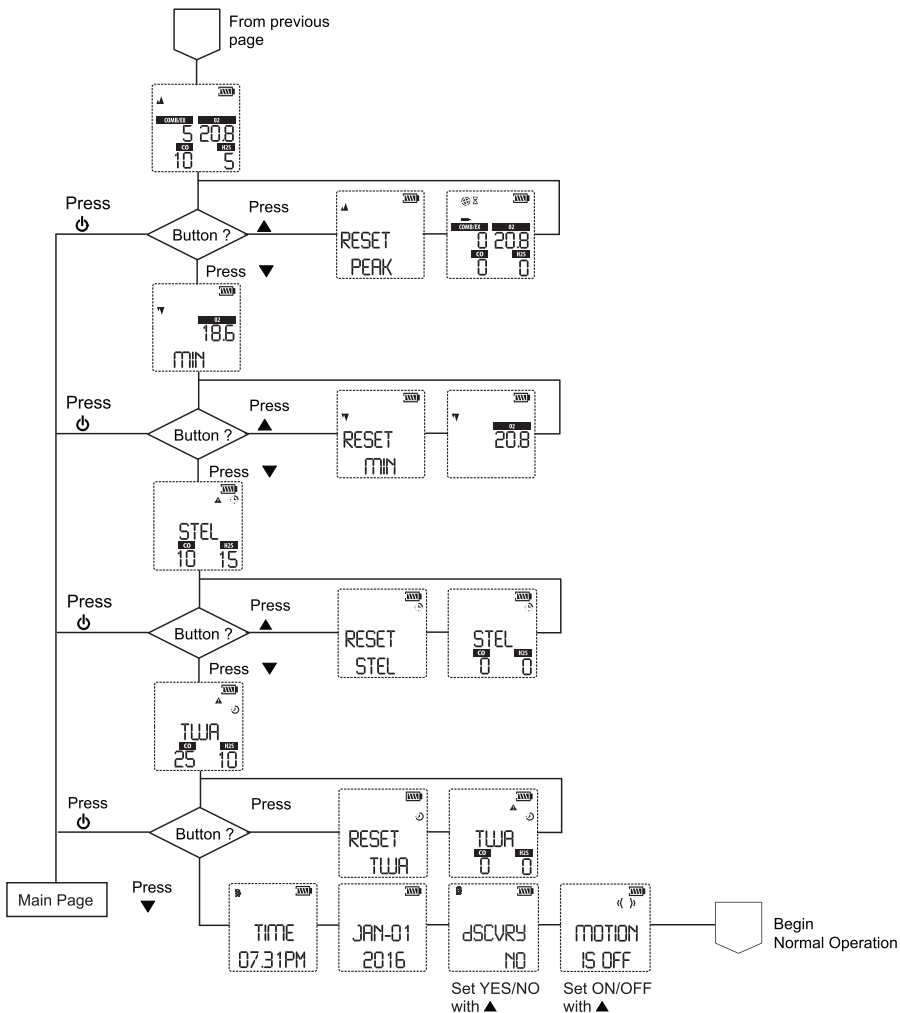 From previous
page
COMB/EX O2
5 20.8
CO H2S
10 5
Press
Button ?
Press ▲
RESET
PEAK
COMB/EX O2
0 20.8
CO H2S
0 0
Press ▼
O2
18.6
MIN
Press
Button ?
Press ▲
RESET
MIN
O2
20.8
Press ▼
STEL
CO H2S
10 15
Press
Button ?
Press ▲
RESET
STEL
STEL
CO H2S
0 0
Press ▼
TWA
CO H2S
25 10
Press
Button ?
Press
RESET
TWA
TWA
CO H2S
0 0
Main Page
Press
▼
TIME
07.31PM
JAN-01
2016
dSCVRY
NO
MOTION
IS OFF
Begin
Normal Operation
Set YES/NO
with ▲
Set ON/OFF
with ▲